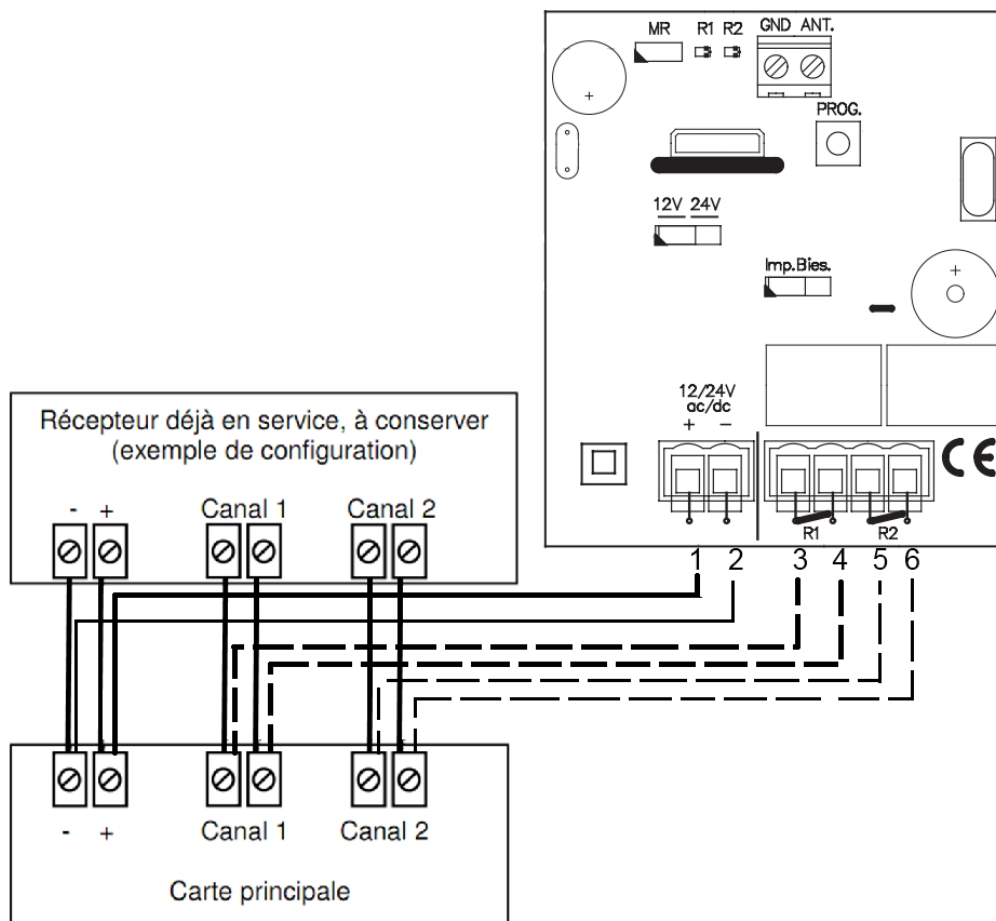 MR R1 R2 GND ANT.
PROG.
12V 24V
Imp.Bies.
12/24V
ac/dc
+ -
CE
R1 R2
1 2 3 4 5 6
Récepteur déjà en service, à conserver
(exemple de configuration)
- + Canal 1 Canal 2
- + Canal 1 Canal 2
Carte principale